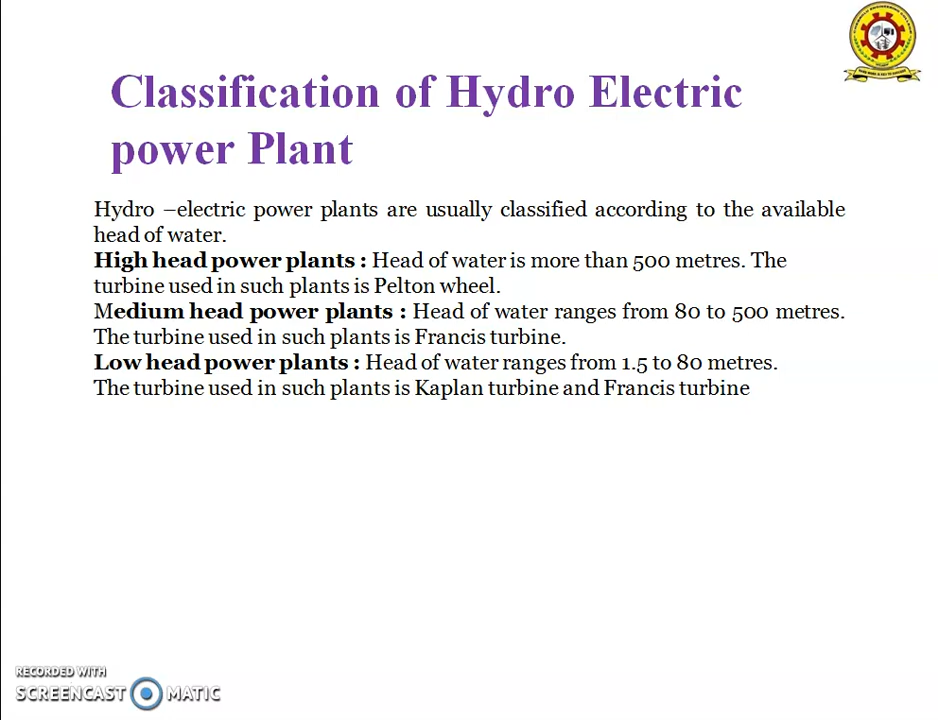 Classification of Hydro Electric
power Plant
Hydro –electric power plants are usually classified according to the available
head of water.
High head power plants : Head of water is more than 500 metres. The
turbine used in such plants is Pelton wheel.
Medium head power plants : Head of water ranges from 80 to 500 metres.
The turbine used in such plants is Francis turbine.
Low head power plants : Head of water ranges from 1.5 to 80 metres.
The turbine used in such plants is Kaplan turbine and Francis turbine
RECORDED WITH
SCREENCAST MATIC